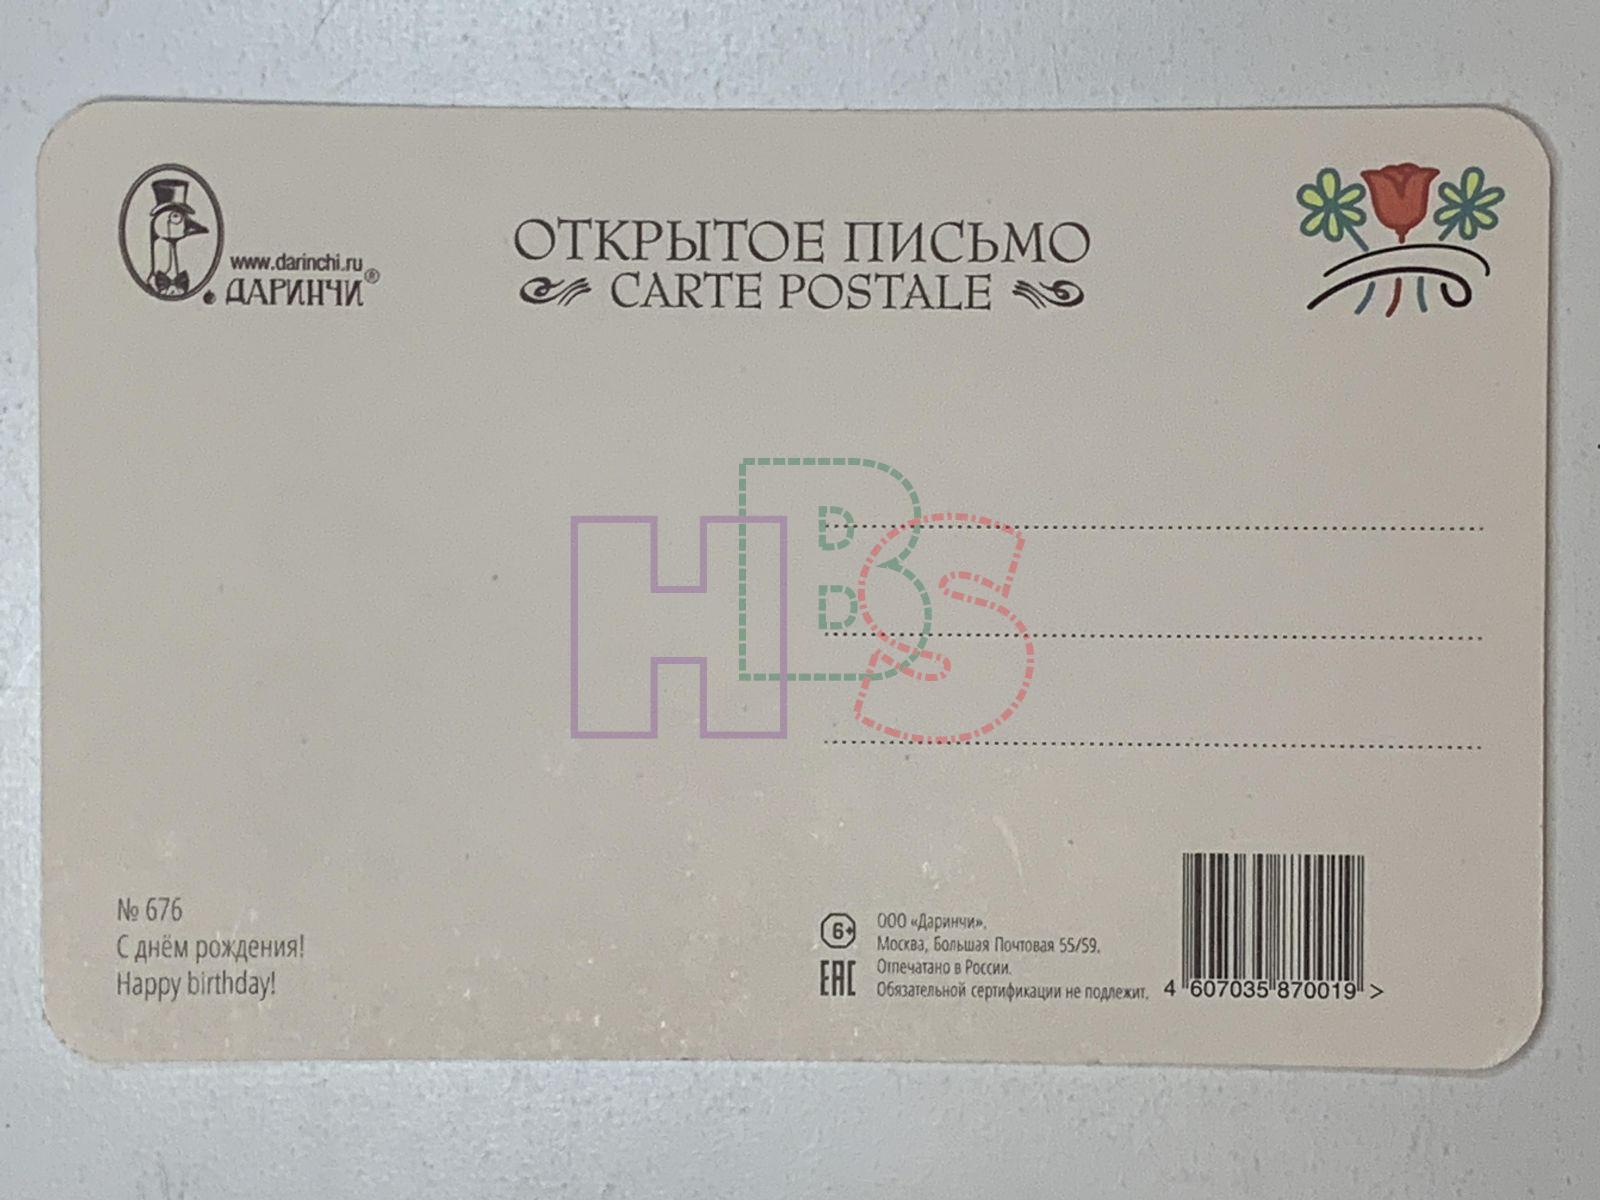 www.darinchi.ru
ДАРИНЧИ®
ОТКРЫТОЕ ПИСЬМО
CARTE POSTALE
HBS
№ 676
С днём рождения!
Happy birthday!
6+
EAC
ООО «Даринчи».
Москва, Большая Почтовая 55/59.
Отпечатано в России.
Обязательной сертификации не подлежит.
4 607035 870019 >